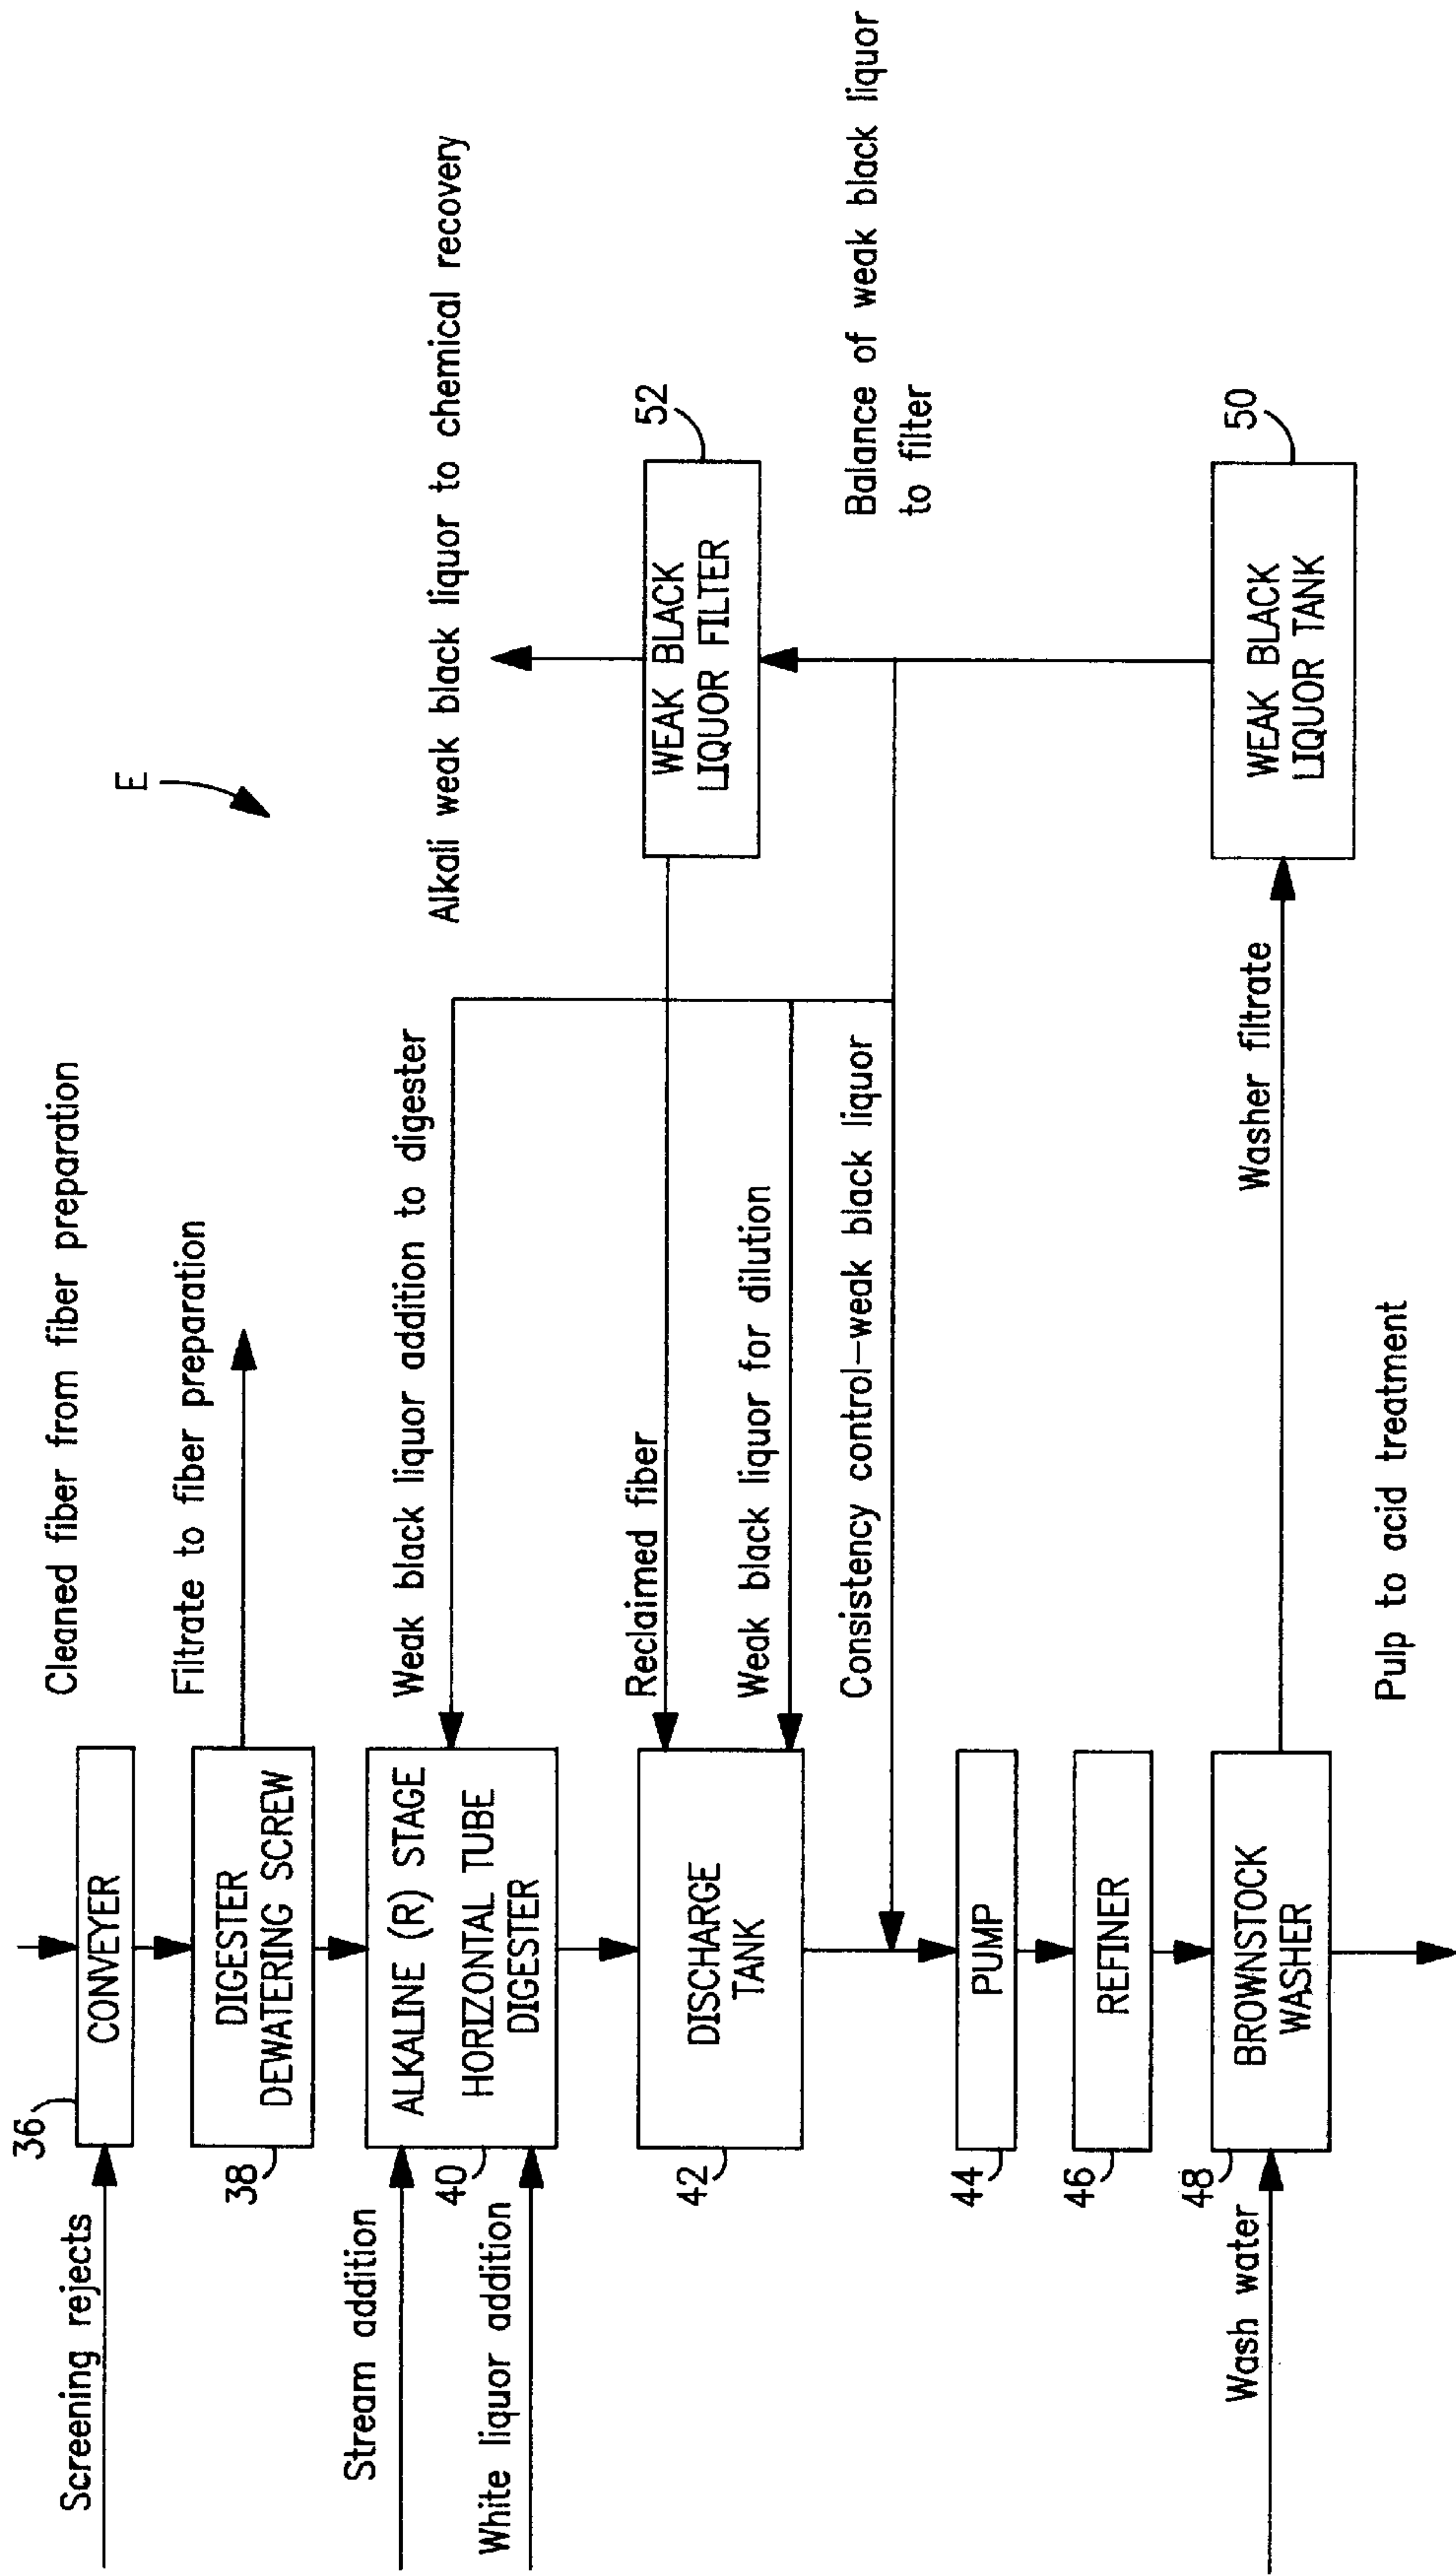 Cleaned fiber from fiber preparation
Screening rejects
36
CONVEYER
Filtrate to fiber preparation
38
DIGESTER
DEWATERING SCREW
E
Stream addition
White liquor addition
40
ALKALINE (R) STAGE
HORIZONTAL TUBE
DIGESTER
Weak black liquor addition to digester
Alkali weak black liquor to chemical recovery
42
DISCHARGE
TANK
Reclaimed fiber
Weak black liquor for dilution
WEAK BLACK
LIQUOR FILTER
52
Consistency control-weak black liquor
Balance of weak black liquor
to filter
44
PUMP
46
REFINER
Wash water
48
BROWNSTOCK
WASHER
Washer filtrate
WEAK BLACK
LIQUOR TANK
50
Pulp to acid treatment